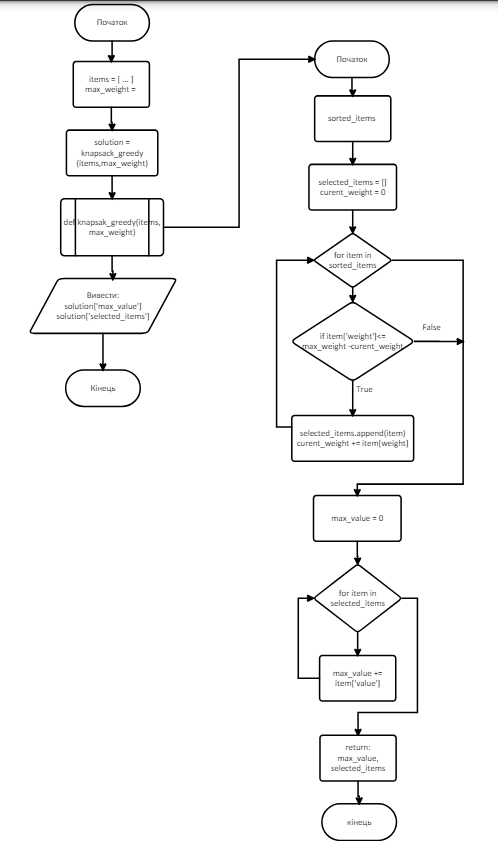 Початок
items = [ ... ]
max_weight =
solution =
knapsack_greedy
(items,max_weight)
def knapsak_greedy(items,
max_weight)
Вивести:
solution['max_value']
solution['selected_items']
Кінець
Початок
sorted_items
selected_items = []
curent_weight = 0
for item in
sorted_items
if item['weight']<=
max_weight -curent_weight
False
True
selected_items.append(item)
curent_weight += item[weight]
max_value = 0
for item in
selected_items
max_value +=
item['value']
return:
max_value,
selected_items
кінець